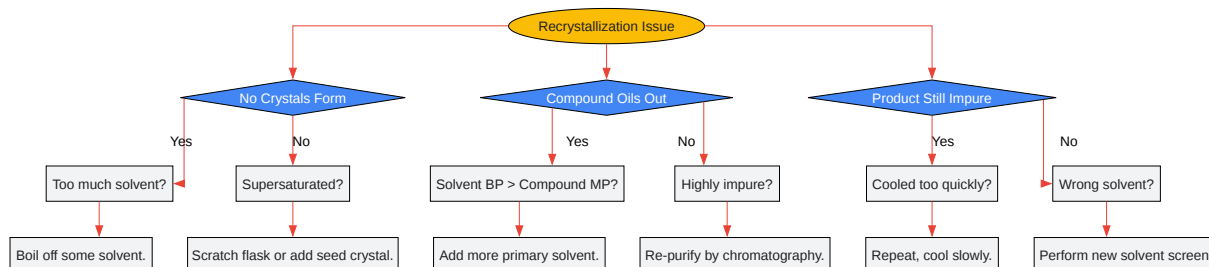 Recrystallization Issue
No Crystals Form
Compound Oils Out
Product Still Impure
Yes
No
Yes
No
Yes
No
Too much solvent?
Supersaturated?
Solvent BP > Compound MP?
Highly impure?
Cooled too quickly?
Wrong solvent?
Boil off some solvent.
Scratch flask or add seed crystal.
Add more primary solvent.
Re-purify by chromatography.
Repeat, cool slowly.
Perform new solvent screen